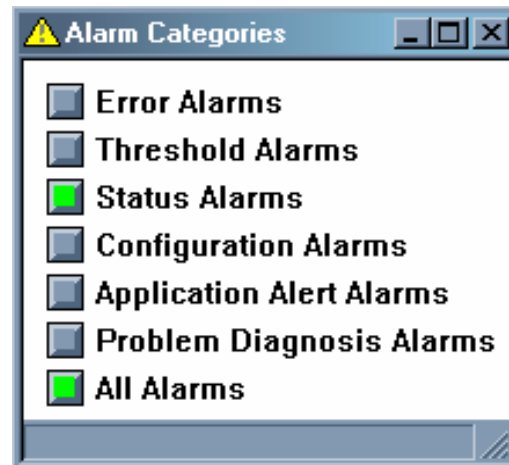 Alarm Categories
Error Alarms
Threshold Alarms
Status Alarms
Configuration Alarms
Application Alert Alarms
Problem Diagnosis Alarms
All Alarms